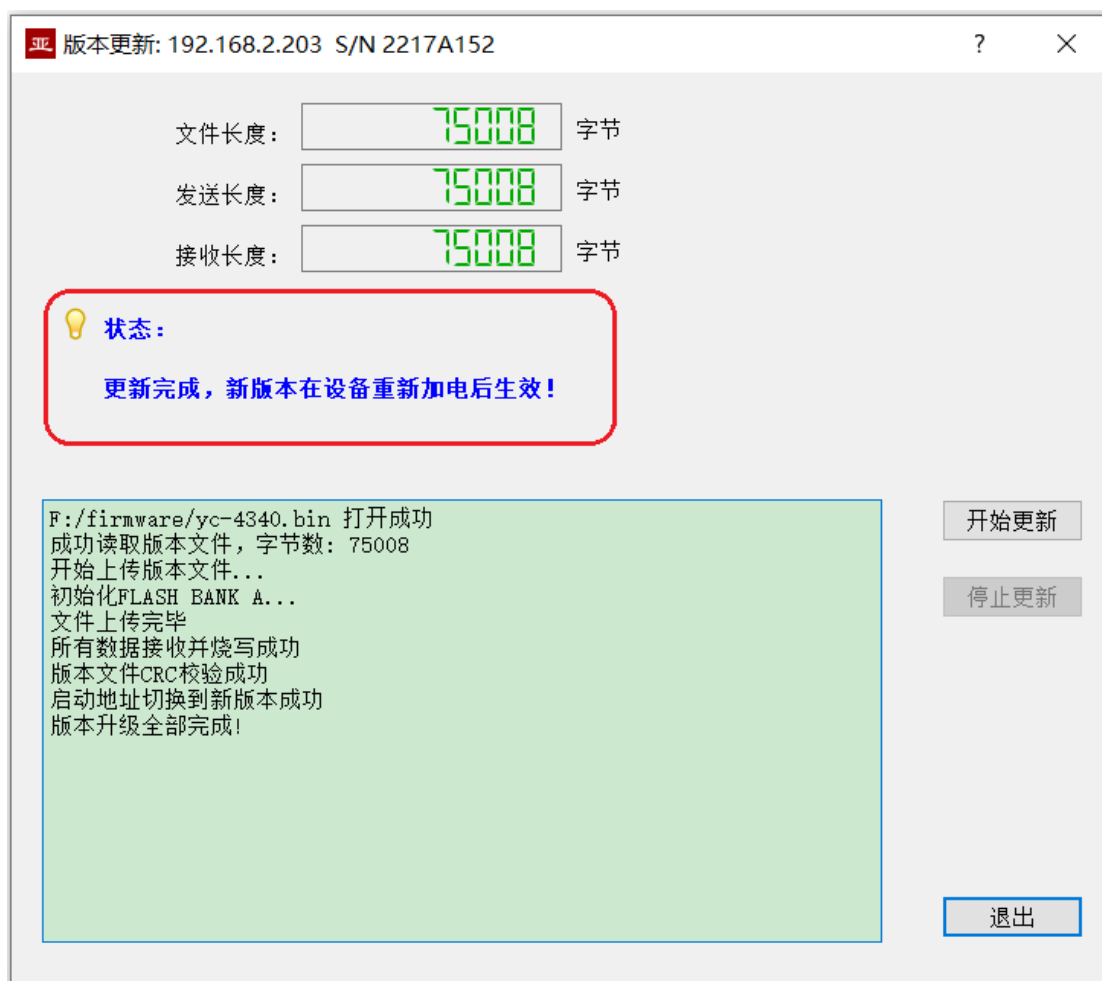 亚 版本更新: 192.168.2.203 S/N 2217A152 ?
文件长度： 75008 字节
发送长度： 75008 字节
接收长度： 75008 字节
状态：
更新完成，新版本在设备重新加电后生效！
F:/firmware/yc-4340.bin 打开成功
成功读取版本文件，字节数: 75008
开始上传版本文件...
初始化FLASH BANK A...
文件上传完毕
所有数据接收并烧写成功
版本文件CRC校验成功
启动地址切换到新版本成功
版本升级全部完成!
开始更新
停止更新
退出